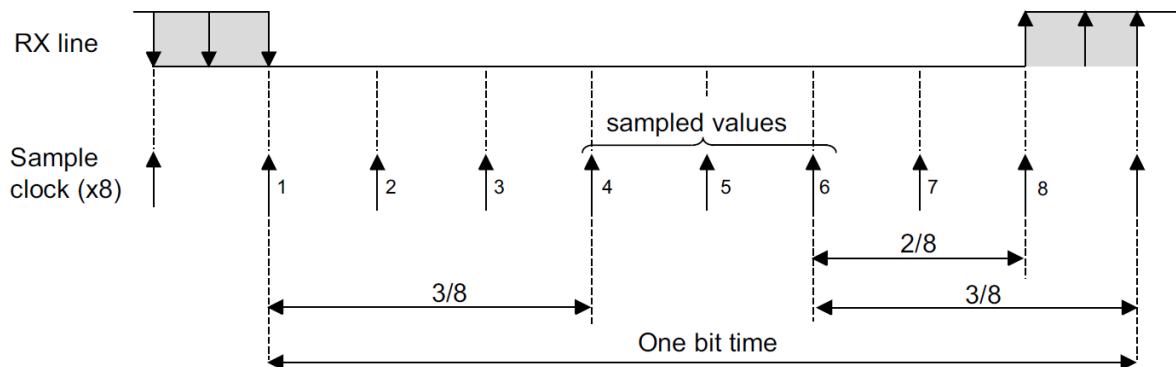 RX line
sampled values
Sample
clock (x8)
1 2 3 4 5 6 7 8
2/8
3/8 3/8
One bit time